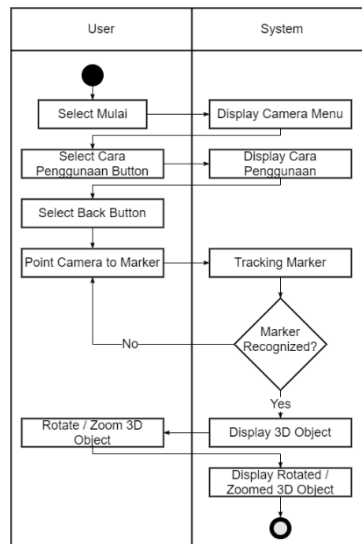 User
System
Select Mulai
Display Camera Menu
Select Cara
Penggunaan Button
Display Cara
Penggunaan
Select Back Button
Point Camera to Marker
Tracking Marker
Marker
Recognized?
No
Yes
Rotate / Zoom 3D
Object
Display 3D Object
Display Rotated /
Zoomed 3D Object